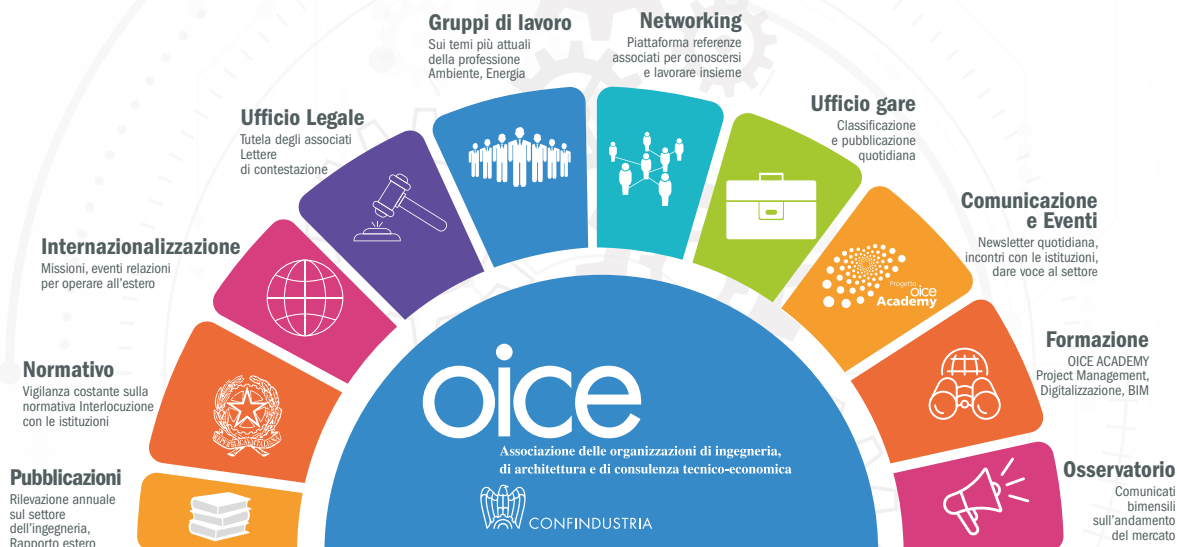 Gruppi di lavoro
Sui temi più attuali
della professione
Ambiente, Energia
Networking
Piattaforma referenze
associati per conoscersi
e lavorare insieme
Ufficio Legale
Tutela degli associati
Lettere
di contestazione
Ufficio gare
Classificazione
e pubblicazione
quotidiana
Internazionalizzazione
Missioni, eventi relazioni
per operare all'estero
Comunicazione
e Eventi
Newsletter quotidiana,
incontri con le istituzioni,
dare voce al settore
Progetto
oice
Academy
Normativo
Vigilanza costante sulla
normativa Interlocuzione
con le istituzioni
Formazione
OICE ACADEMY
Project Management,
Digitalizzazione, BIM
Pubblicazioni
Rilevazione annuale
sul settore
dell'ingegneria,
Rapporto estero
Osservatorio
Comunicati
bimensili
sull'andamento
del mercato
oice
Associazione delle organizzazioni di ingegneria,
di architettura e di consulenza tecnico-economica
CONFINDUSTRIA